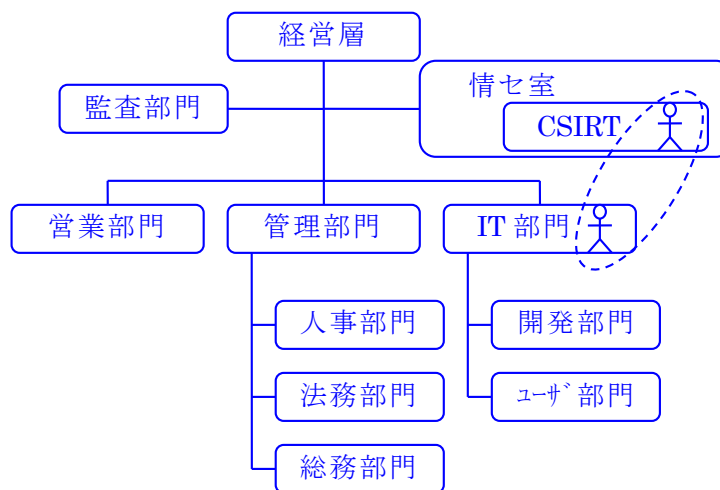 経営層
情セ室
監査部門
CSIRT
営業部門
管理部門
IT 部門
人事部門
開発部門
法務部門
ﾕｰｻﾞ部門
総務部門